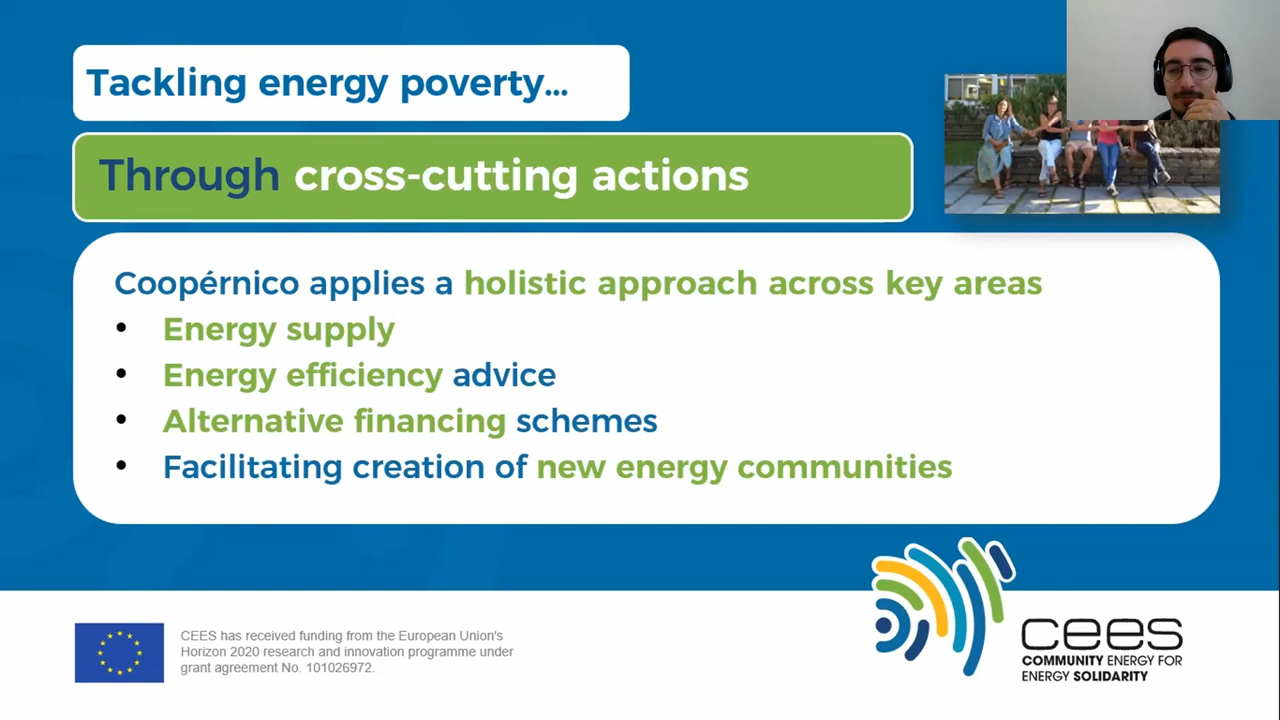 Tackling energy poverty...
Through cross-cutting actions
Coopérnico applies a holistic approach across key areas
• Energy supply
• Energy efficiency advice
• Alternative financing schemes
• Facilitating creation of new energy communities
CEES has received funding from the European Union's
Horizon 2020 research and innovation programme under
grant agreement No. 101026972.
cees
COMMUNITY ENERGY FOR
ENERGY SOLIDARITY